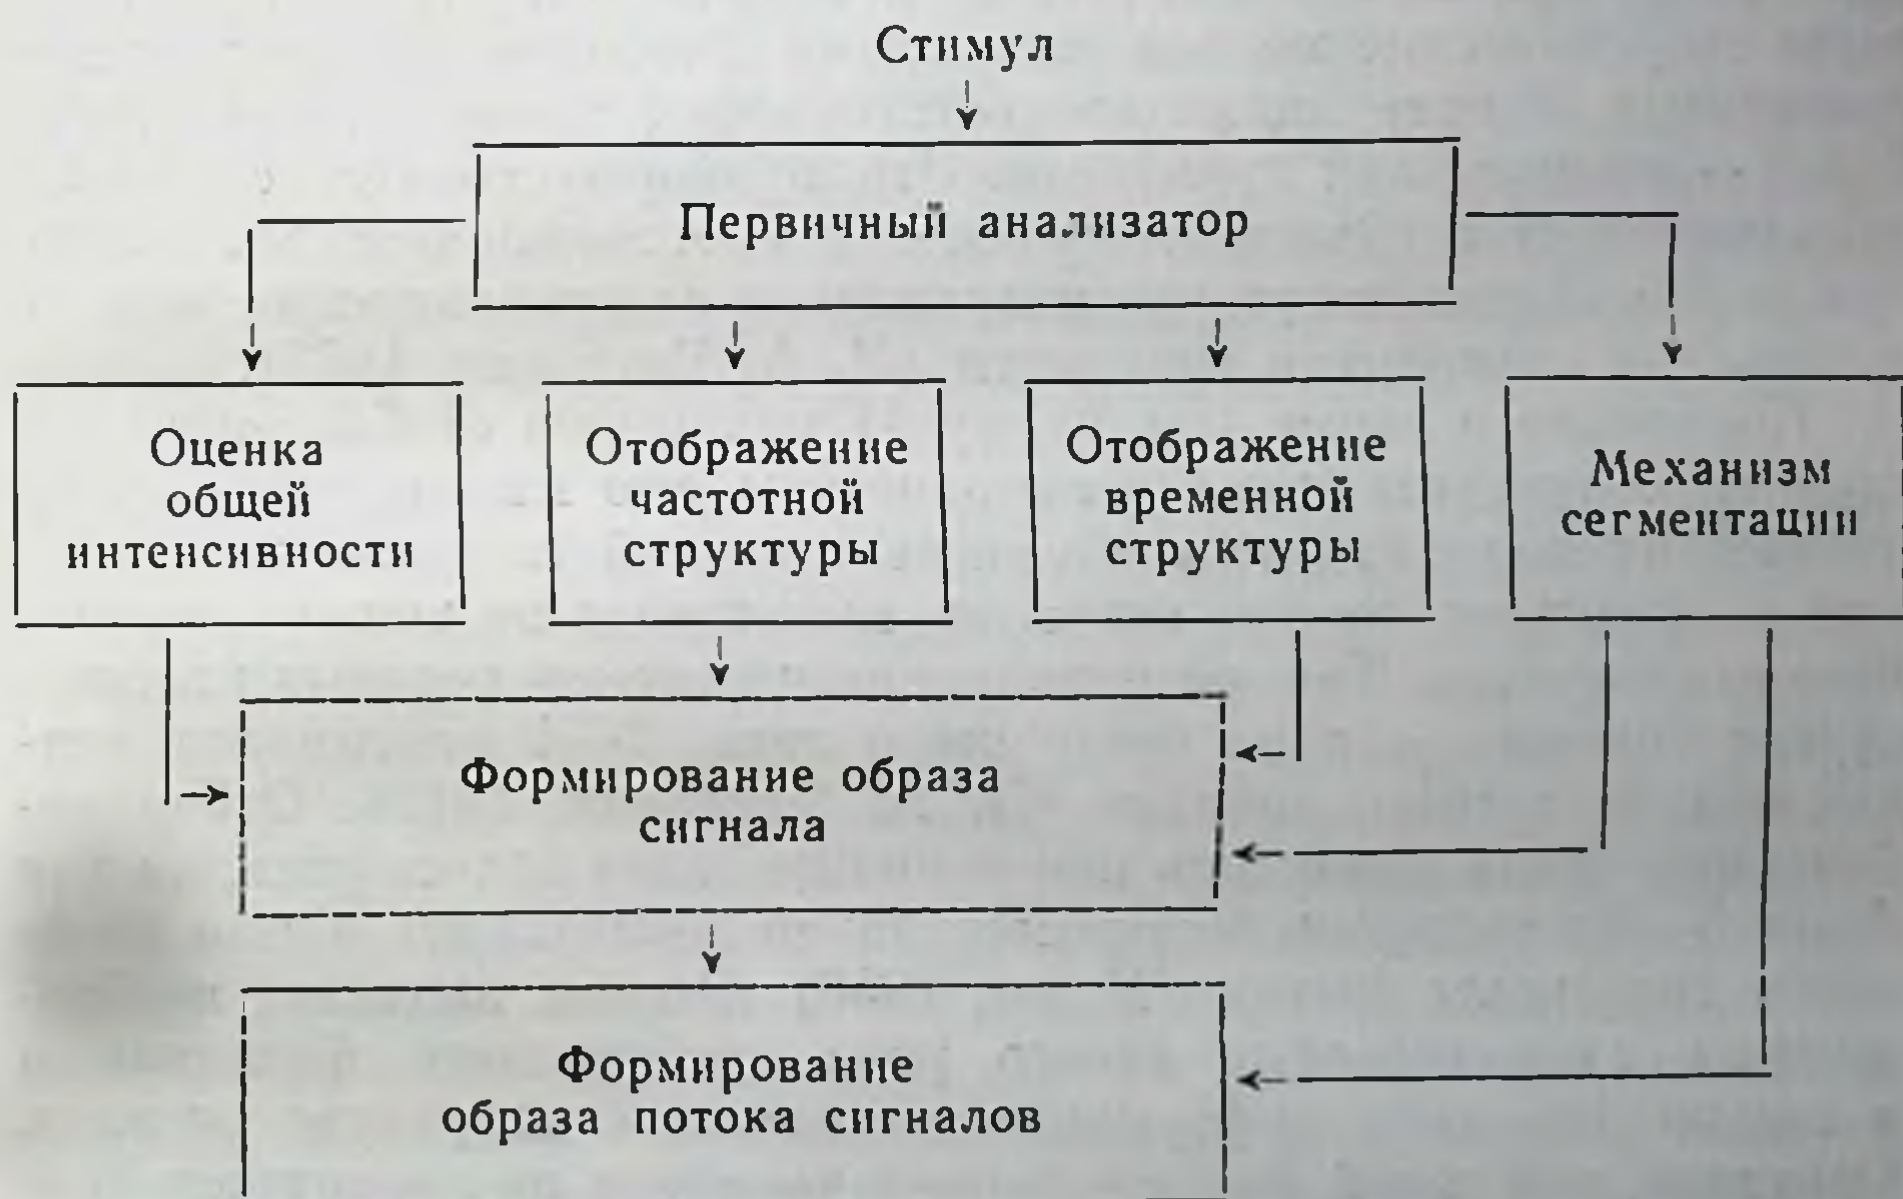 Стимул
Первичный анализатор
Оценка
общей
интенсивности
Отображение
частотной
структуры
Отображение
временной
структуры
Механизм
сегментации
Формирование образа
сигнала
Формирование
образа потока сигналов